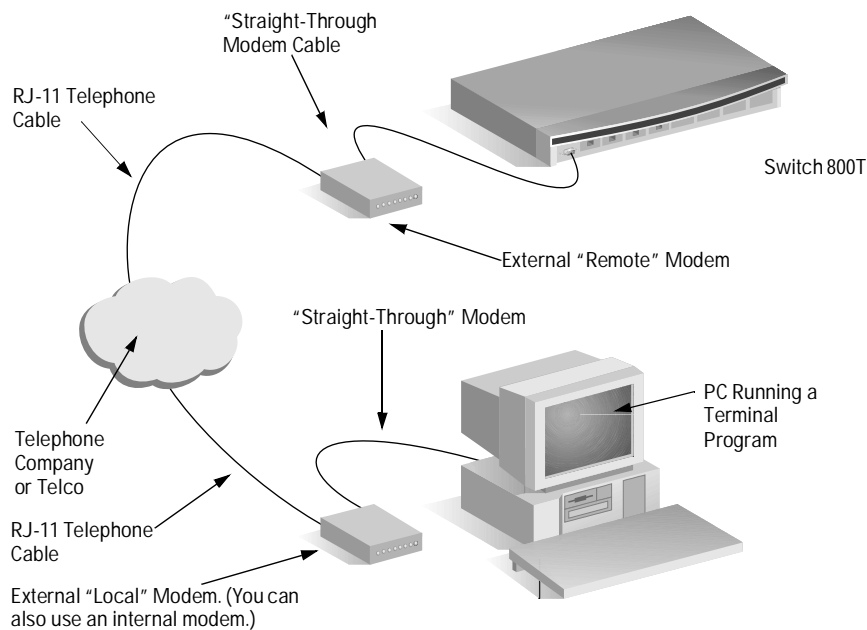 “Straight-Through
Modem Cable
RJ-11 Telephone
Cable
Switch 800T
External “Remote” Modem
“Straight-Through” Modem
PC Running a
Terminal
Program
Telephone
Company
or Telco
RJ-11 Telephone
Cable
External “Local” Modem. (You can
also use an internal modem.)